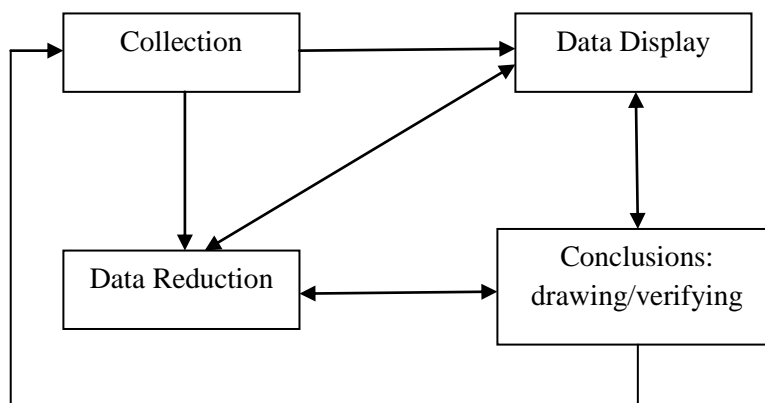 Collection
Data Display
Data Reduction
Conclusions:
drawing/verifying